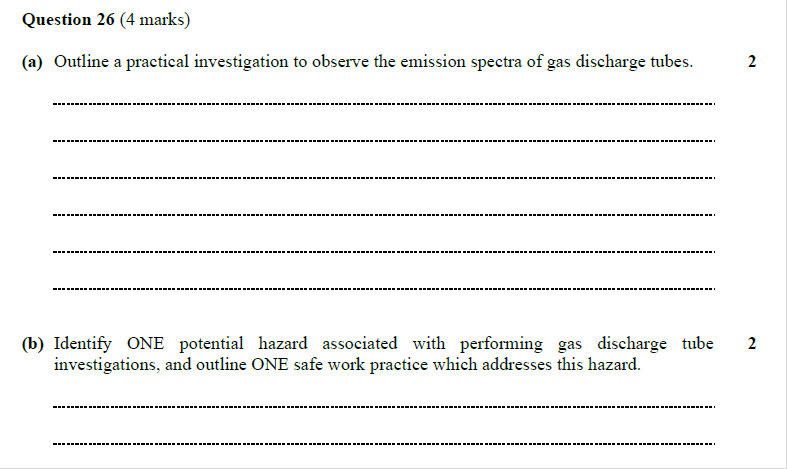 Question 26 (4 marks)
(a) Outline a practical investigation to observe the emission spectra of gas discharge tubes. 2
(b) Identify ONE potential hazard associated with performing gas discharge tube 2
investigations, and outline ONE safe work practice which addresses this hazard.